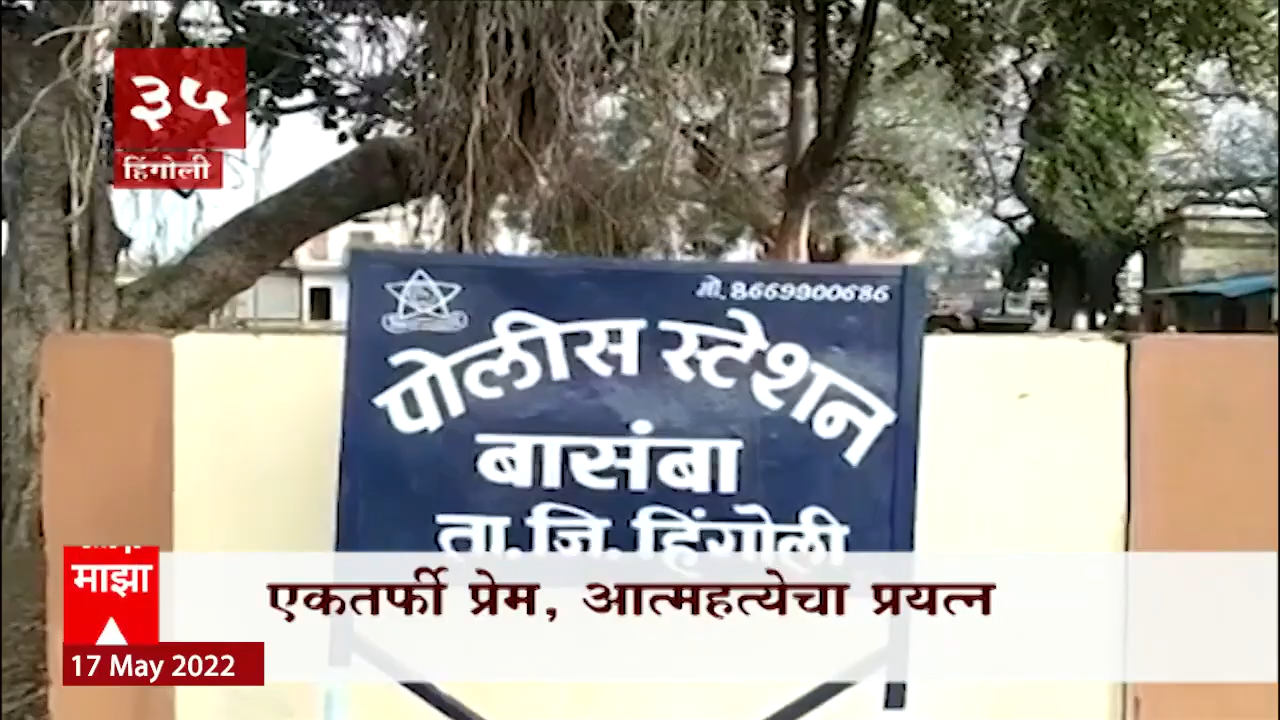 ३५
हिंगोली
मो. 8669900686
पोलीस स्टेशन
बासंबा
ता.जि. हिंगोली
माझा
एकतर्फी प्रेम, आत्महत्येचा प्रयत्न
17 May 2022